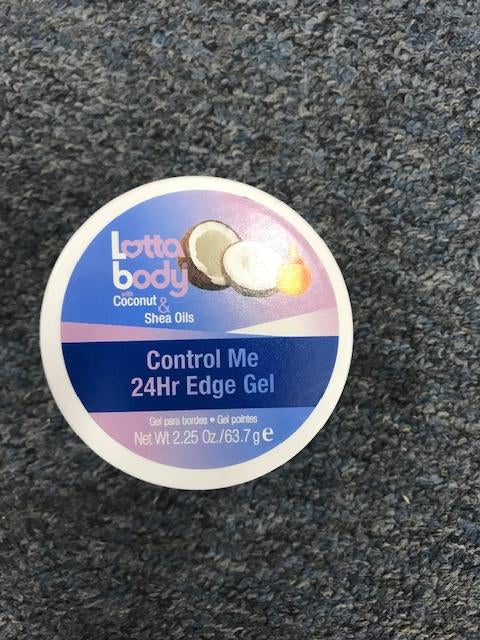 Lotta
body
with
Coconut
&
Shea Oils
Control Me
24Hr Edge Gel
Gel para bordes • Gel pointes
Net Wt 2.25 Oz./63.7 g e